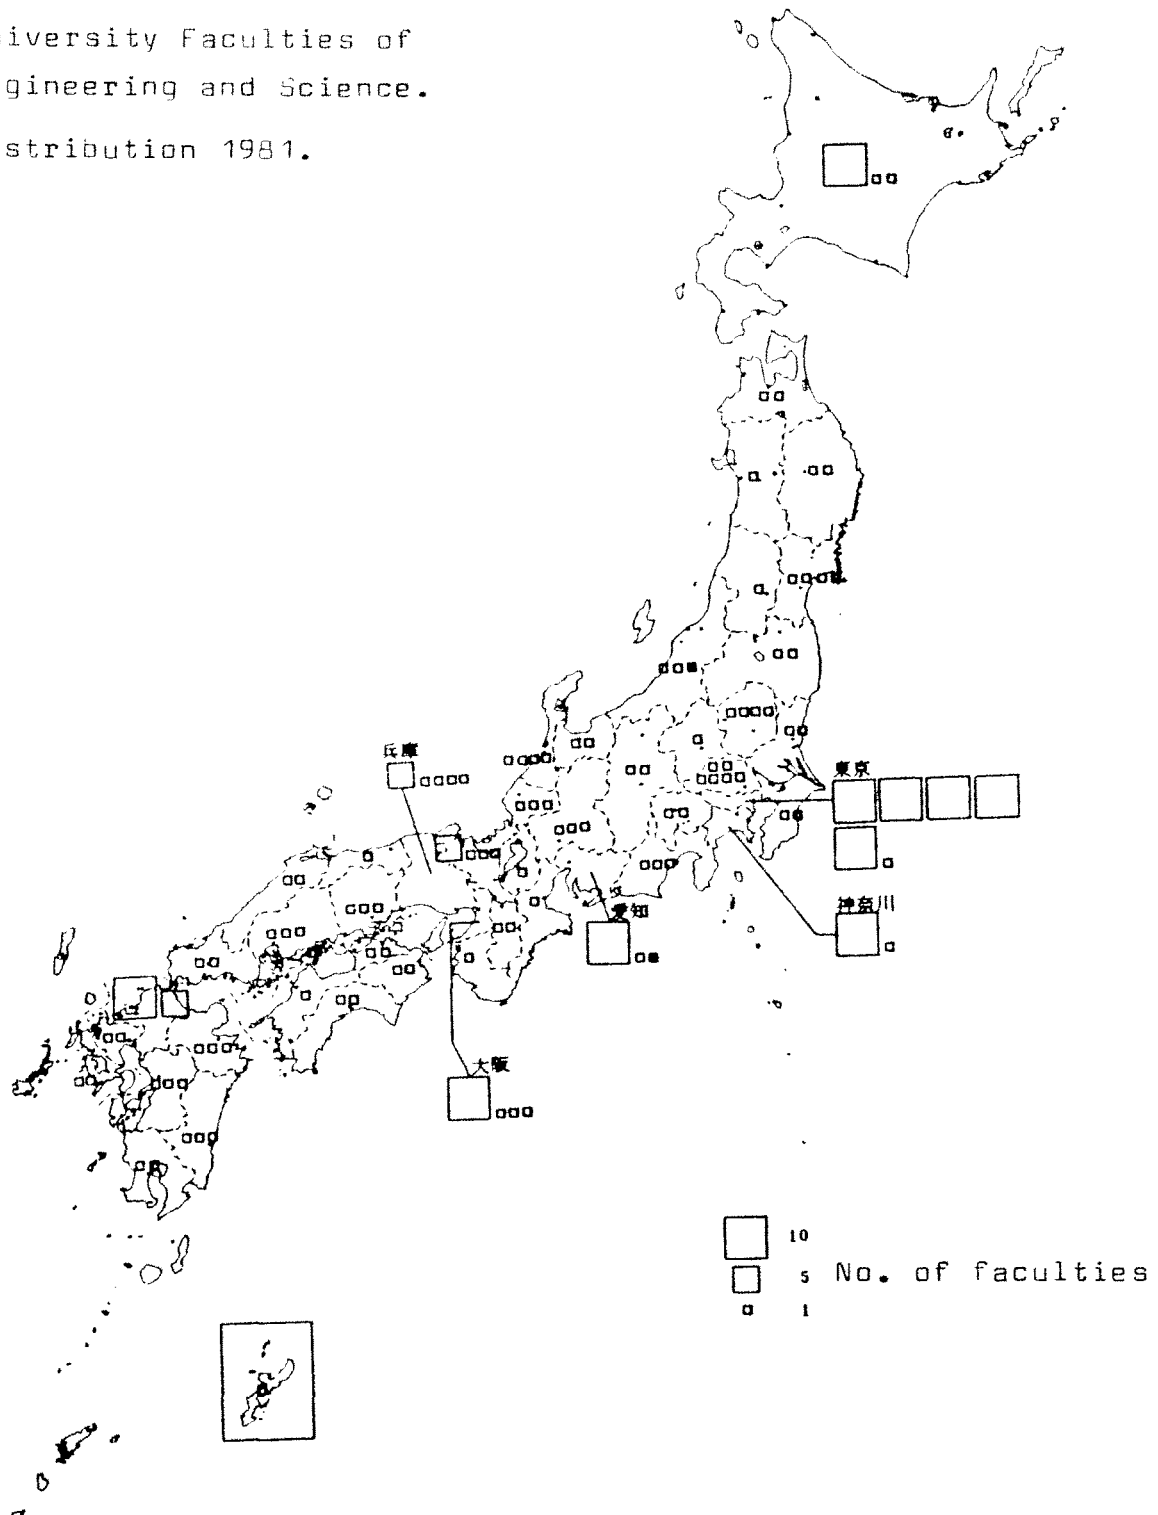 iversity Faculties of
gineering and Science.
stribution 1981.
兵庫
東京
神奈川
愛知
大阪
10
5 No. of faculties
1